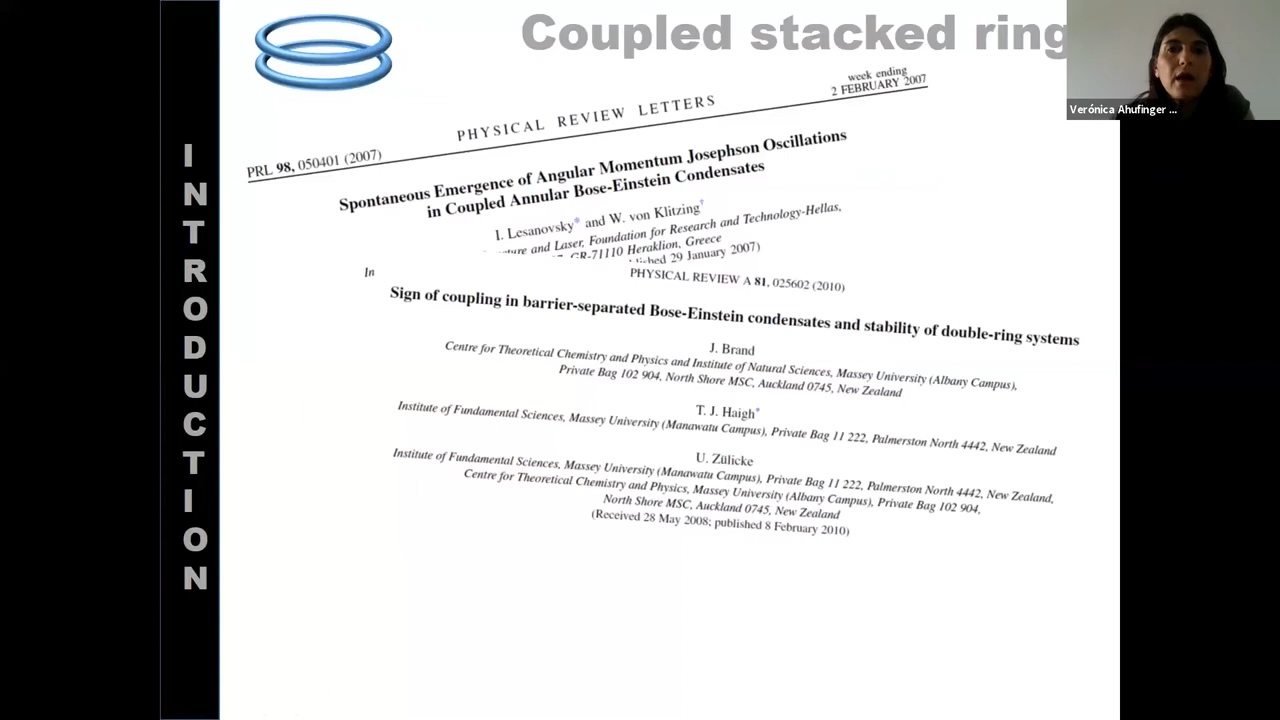 Coupled stacked ring
Verónica Ahufinger ...
INTRODUCTION
week ending
2 FEBRUARY 2007
PHYSICAL REVIEW LETTERS
PRL 98, 050401 (2007)
Spontaneous Emergence of Angular Momentum Josephson Oscillations
in Coupled Annular Bose-Einstein Condensates
I. Lesanovsky* and W. von Klitzing†
and Laser, Foundation for Research and Technology-Hellas,
GR-71110 Heraklion, Greece
29 January 2007)
In
PHYSICAL REVIEW A 81, 025602 (2010)
Sign of coupling in barrier-separated Bose-Einstein condensates and stability of double-ring systems
J. Brand
Centre for Theoretical Chemistry and Physics and Institute of Natural Sciences, Massey University (Albany Campus),
Private Bag 102 904, North Shore MSC, Auckland 0745, New Zealand
T. J. Haigh*
Institute of Fundamental Sciences, Massey University (Manawatu Campus), Private Bag 11 222, Palmerston North 4442, New Zealand
U. Zülicke
Institute of Fundamental Sciences, Massey University (Manawatu Campus), Private Bag 11 222, Palmerston North 4442, New Zealand,
Centre for Theoretical Chemistry and Physics, Massey University (Albany Campus), Private Bag 102 904,
North Shore MSC, Auckland 0745, New Zealand
(Received 28 May 2008; published 8 February 2010)